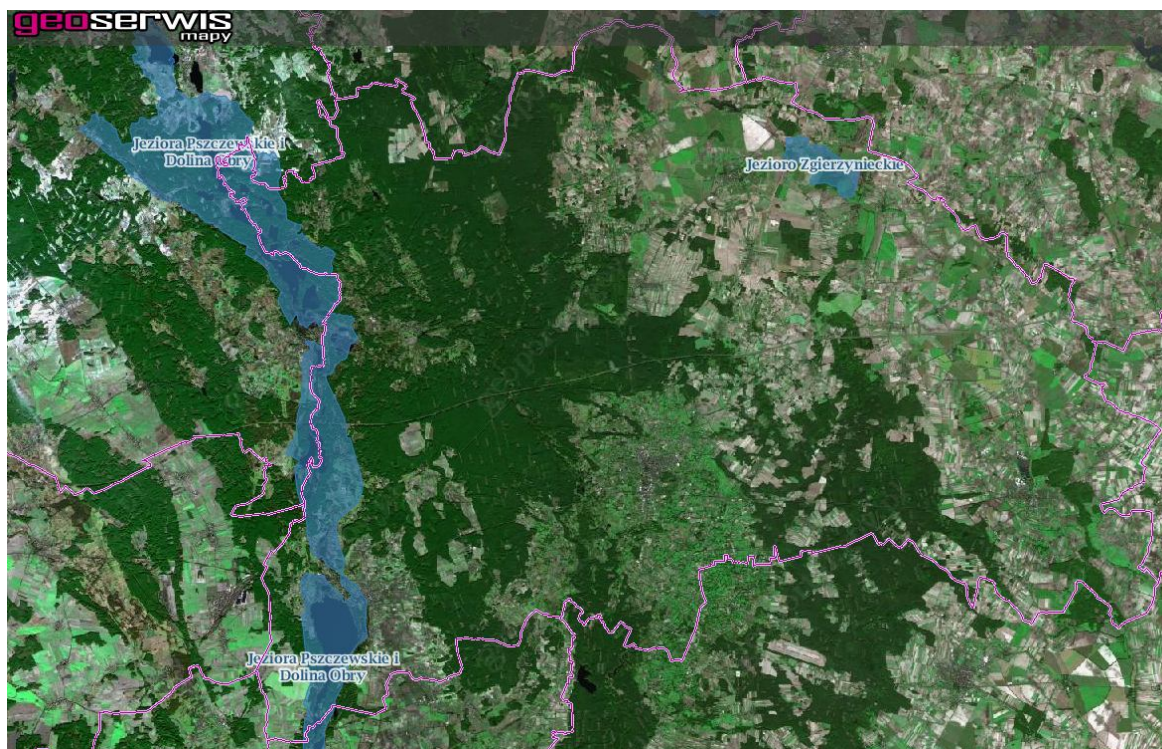 geoserwis
mapy
Jeziora Pszczewskie i
Dolina Obry
Jezioro Zgierzynieckie
Jeziora Pszczewskie i
Dolina Obry